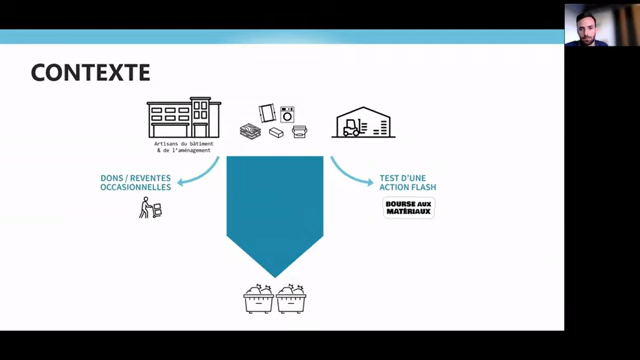 CONTEXTE
Artisans du bâtiment
& de l'aménagement
DONS / REVENTES
OCCASIONNELLES
TEST D'UNE
ACTION FLASH
BOURSE AUX
MATÉRIAUX